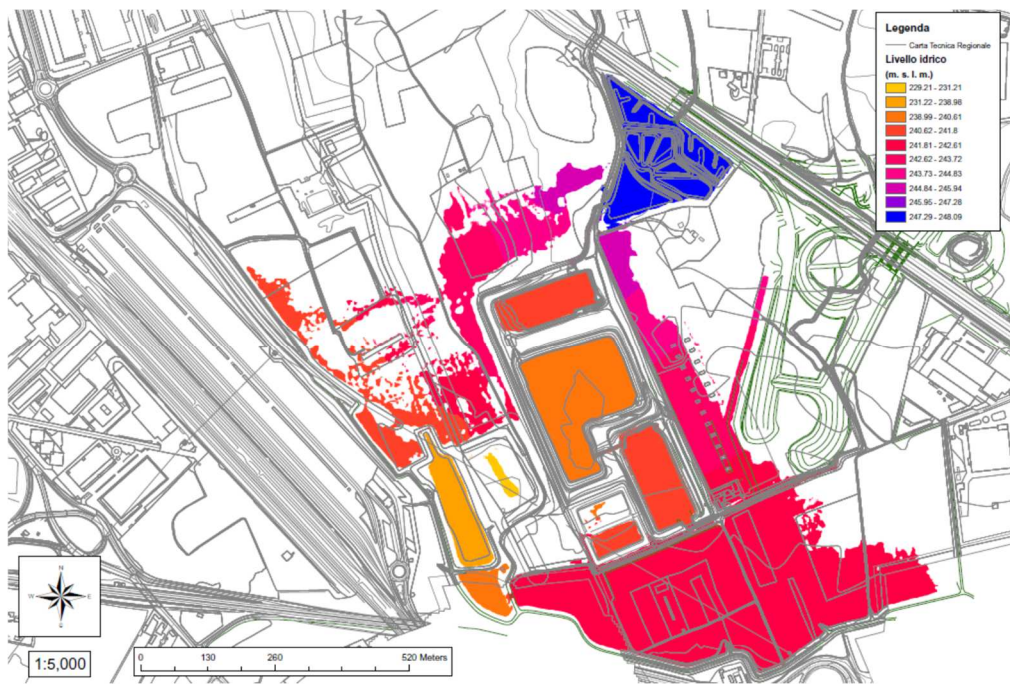 Legenda
Carta Tecnica Regionale
Livello idrico
(m. s. l. m.)
229.21 - 231.21
231.22 - 238.98
238.99 - 240.61
240.62 - 241.8
241.81 - 242.61
242.62 - 243.72
243.73 - 244.83
244.84 - 245.94
245.95 - 247.28
247.29 - 248.09
N
W E
S
1:5,000
0 130 260 520 Meters